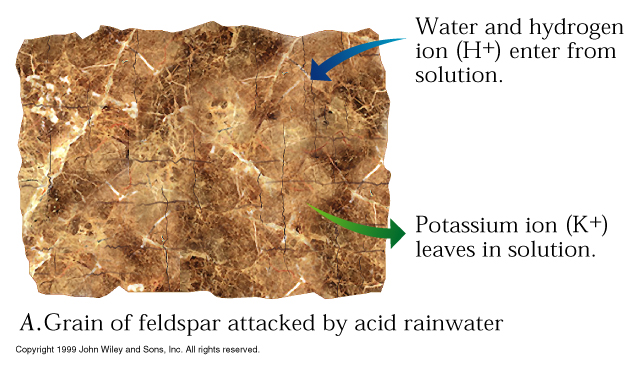 Water and hydrogen
ion (H+) enter from
solution.
Potassium ion (K+)
leaves in solution.
A.Grain of feldspar attacked by acid rainwater
Copyright 1999 John Wiley and Sons, Inc. All rights reserved.